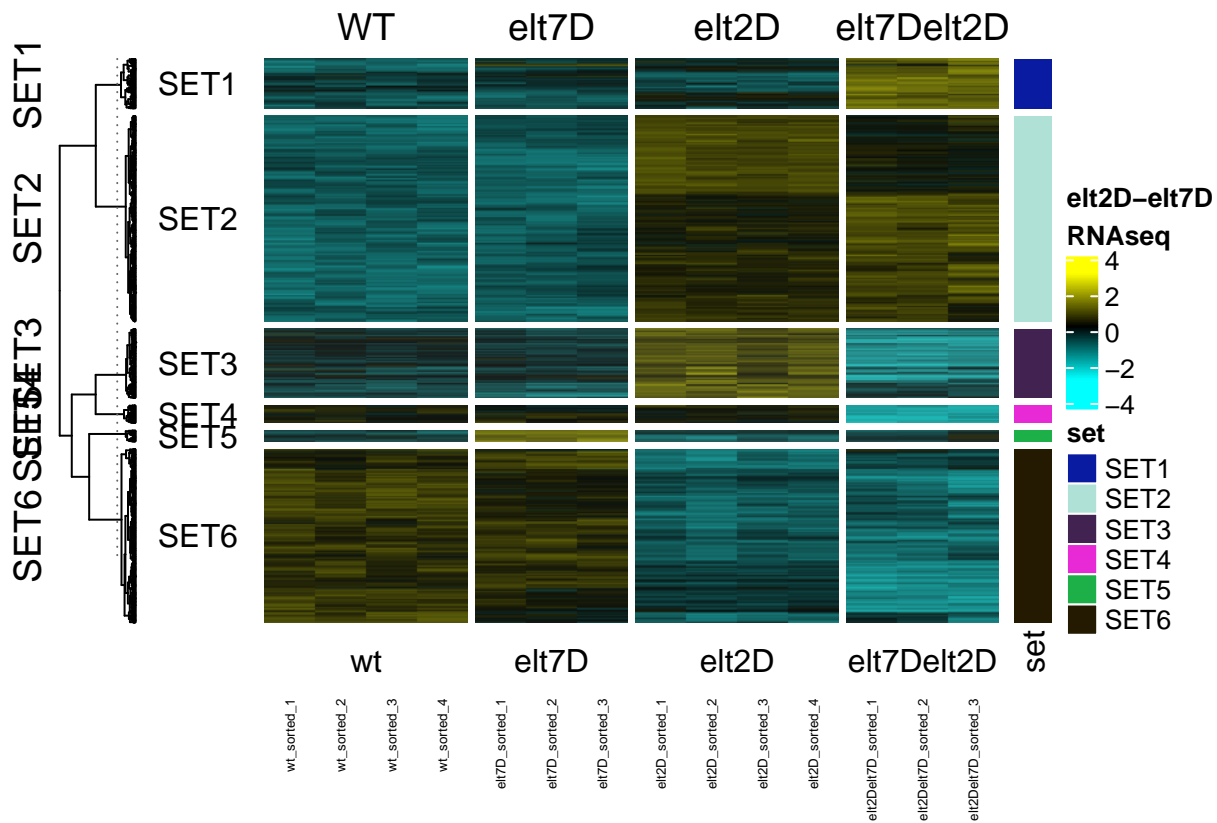 WT elt7D elt2D elt7Delt2D
SET1
SET2
SET3
SET4
SET5
SET6
SET1
SET2
SET3
SET4
SET5
SET6
elt2D−elt7D
RNAseq
4
2
0
−2
−4
set
SET1
SET2
SET3
SET4
SET5
SET6
wt elt7D elt2D elt7Delt2D set
wt_sorted_1
wt_sorted_2
wt_sorted_3
wt_sorted_4
elt7D_sorted_1
elt7D_sorted_2
elt7D_sorted_3
elt2D_sorted_1
elt2D_sorted_2
elt2D_sorted_3
elt2D_sorted_4
elt2Delt7D_sorted_1
elt2Delt7D_sorted_2
elt2Delt7D_sorted_3